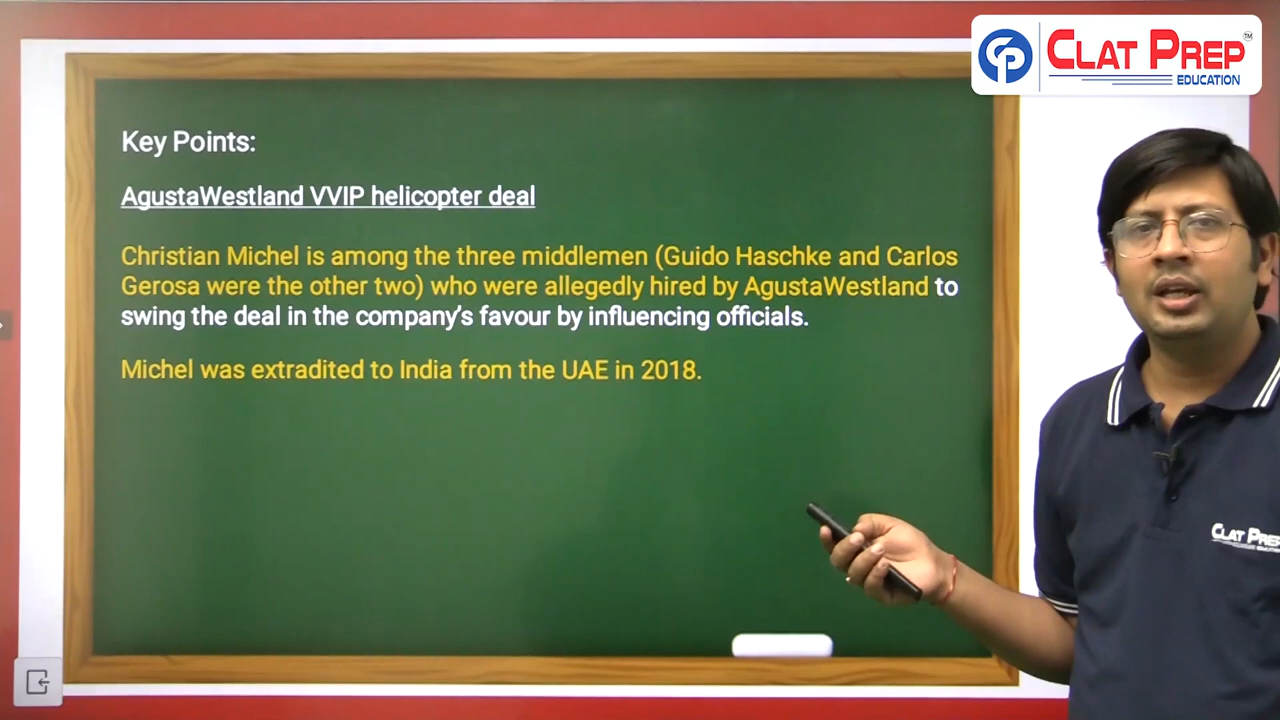 CLAT PREP TM
EDUCATION
Key Points:
AgustaWestland VVIP helicopter deal
Christian Michel is among the three middlemen (Guido Haschke and Carlos
Gerosa were the other two) who were allegedly hired by AgustaWestland to
swing the deal in the company’s favour by influencing officials.
Michel was extradited to India from the UAE in 2018.
CLAT PREP